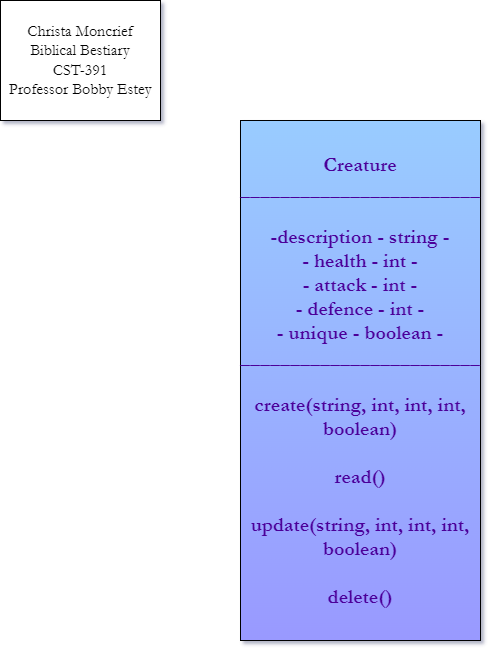 Christa Moncrief
Biblical Bestiary
CST-391
Professor Bobby Estey
Creature
-description - string -
- health - int -
- attack - int -
- defence - int -
- unique - boolean -
create(string, int, int, int,
boolean)
read()
update(string, int, int, int,
boolean)
delete()